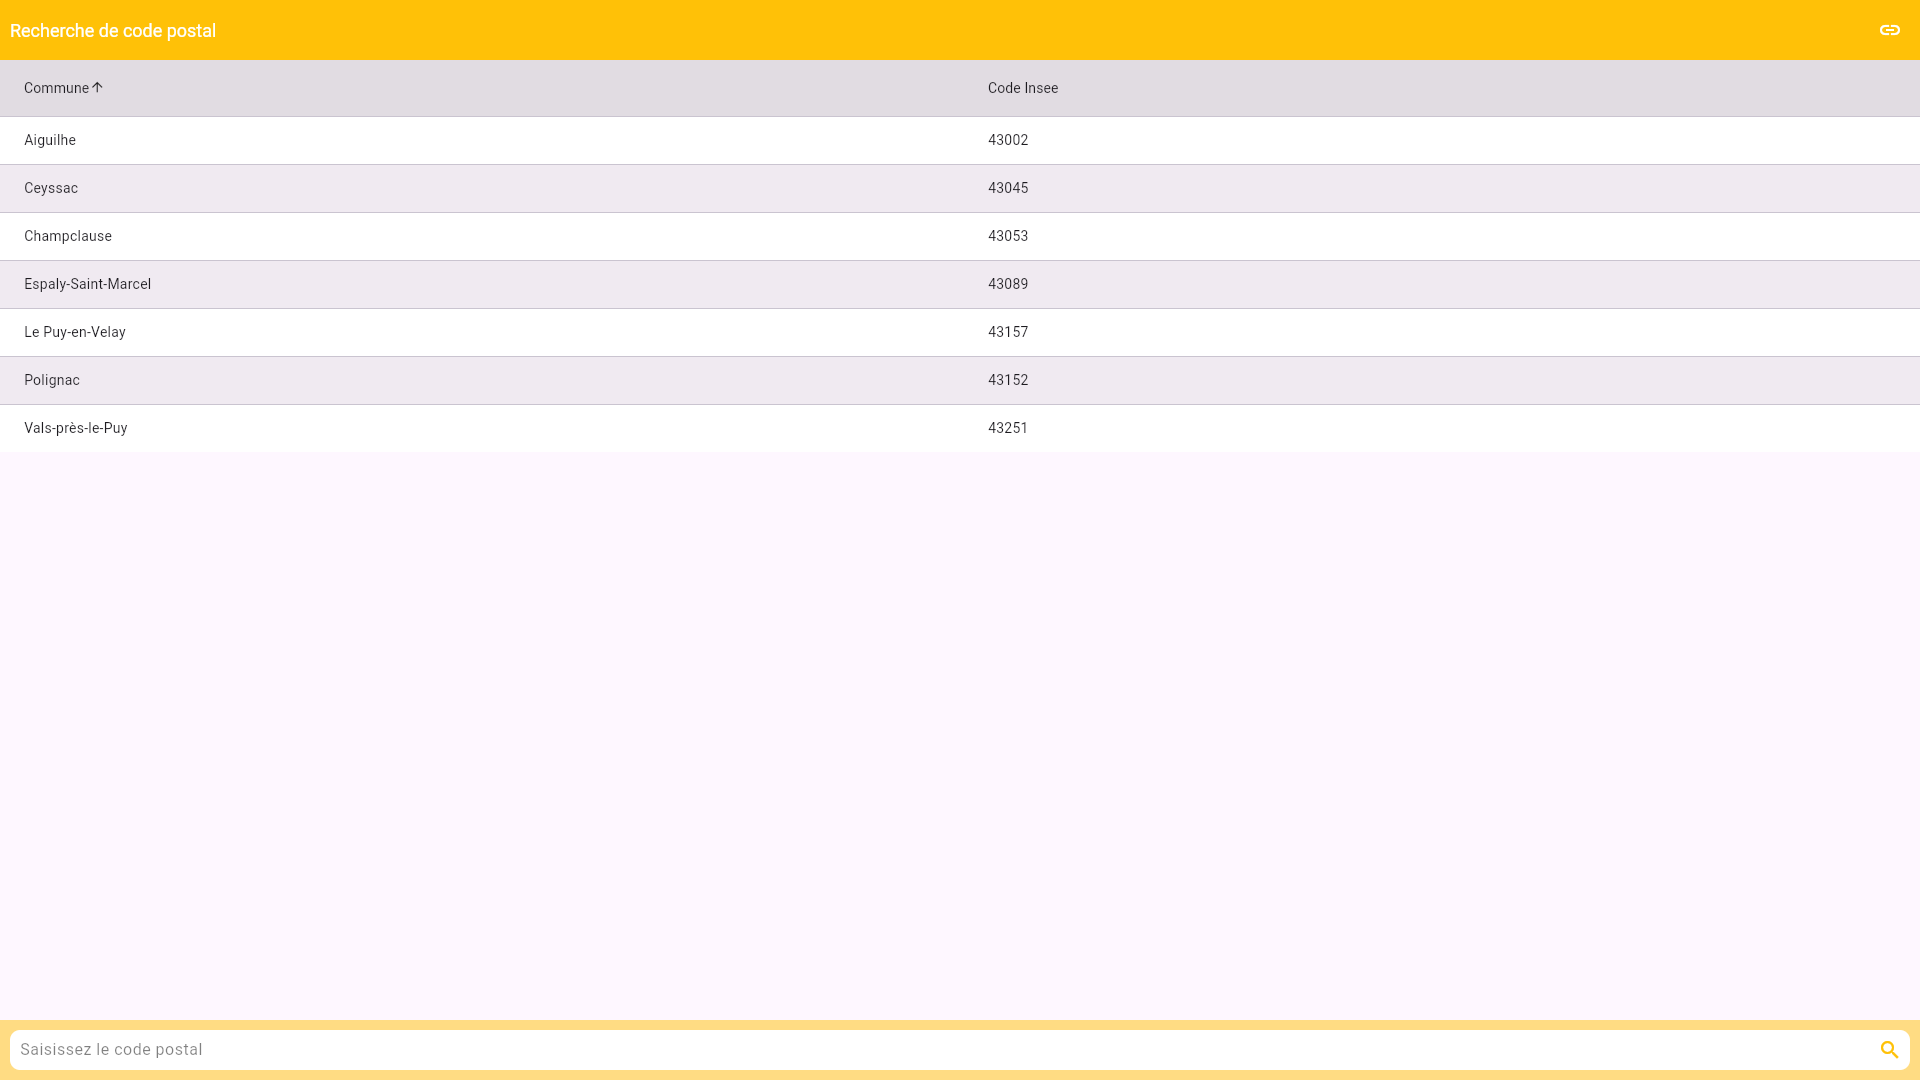 Recherche de code postal
Commune Code Insee
Aiguilhe 43002
Ceyssac 43045
Champclause 43053
Espaly-Saint-Marcel 43089
Le Puy-en-Velay 43157
Polignac 43152
Vals-près-le-Puy 43251
Saisissez le code postal